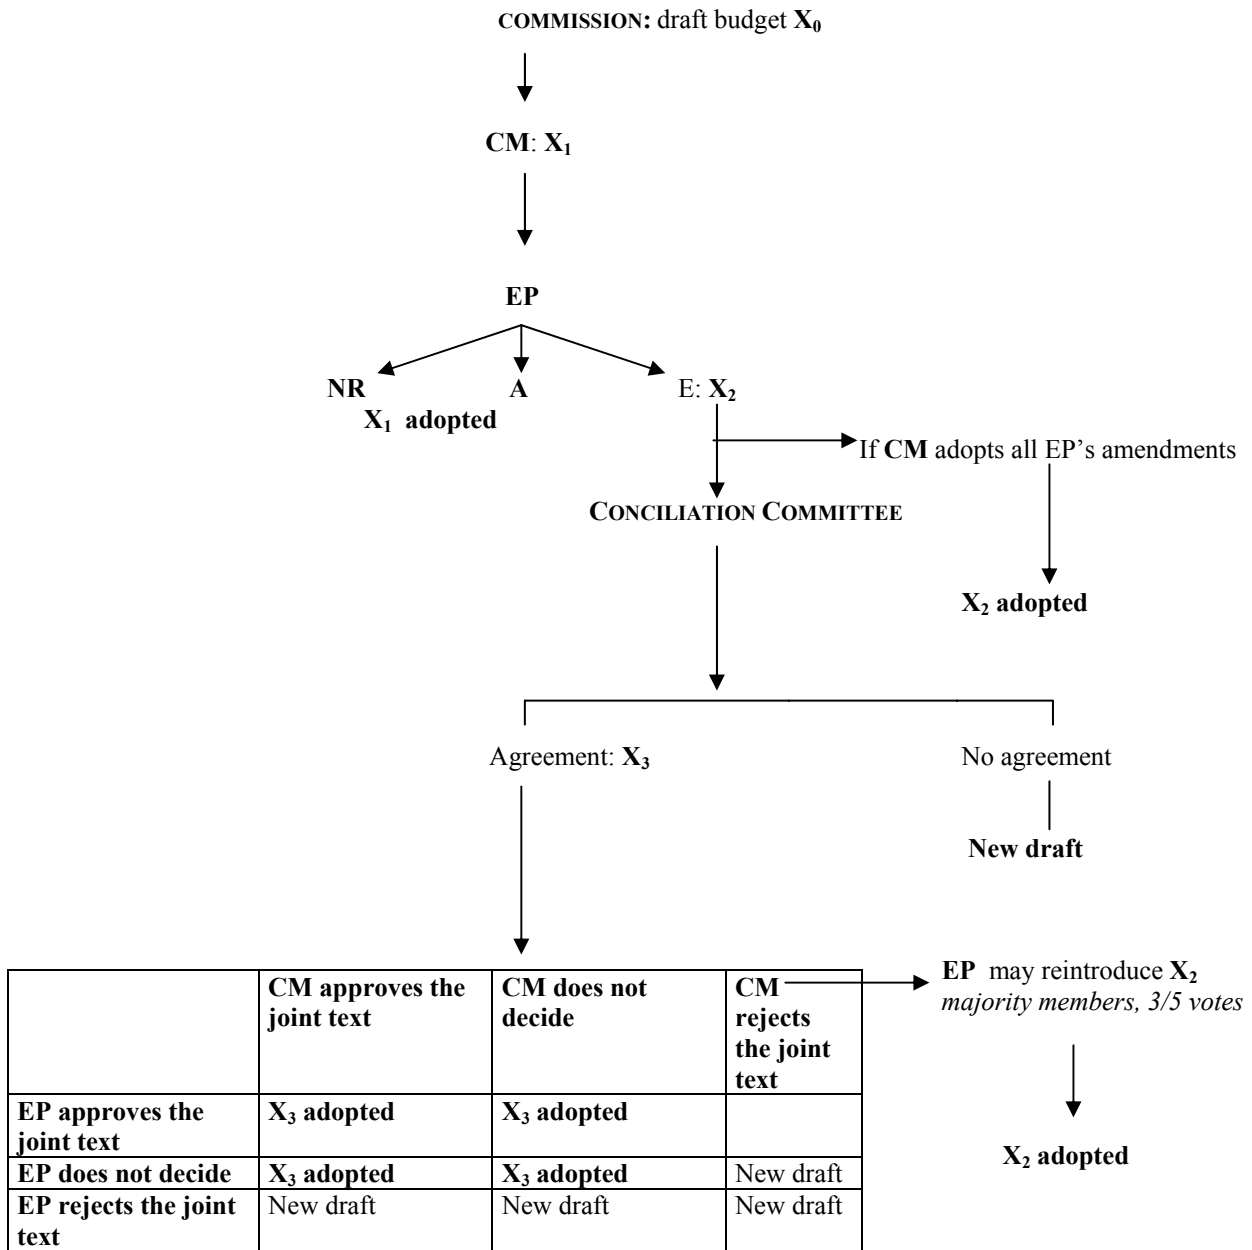 COMMISSION: draft budget X₀
CM: X₁
EP
NR A E: X₂
X₁ adopted
If CM adopts all EP’s amendments
CONCILIATION COMMITTEE
X₂ adopted
Agreement: X₃ No agreement
New draft
CM approves the joint text
CM does not decide
CM rejects the joint text
EP may reintroduce X₂
majority members, 3/5 votes
EP approves the joint text X₃ adopted X₃ adopted
X₂ adopted
EP does not decide X₃ adopted X₃ adopted New draft
EP rejects the joint text New draft New draft New draft